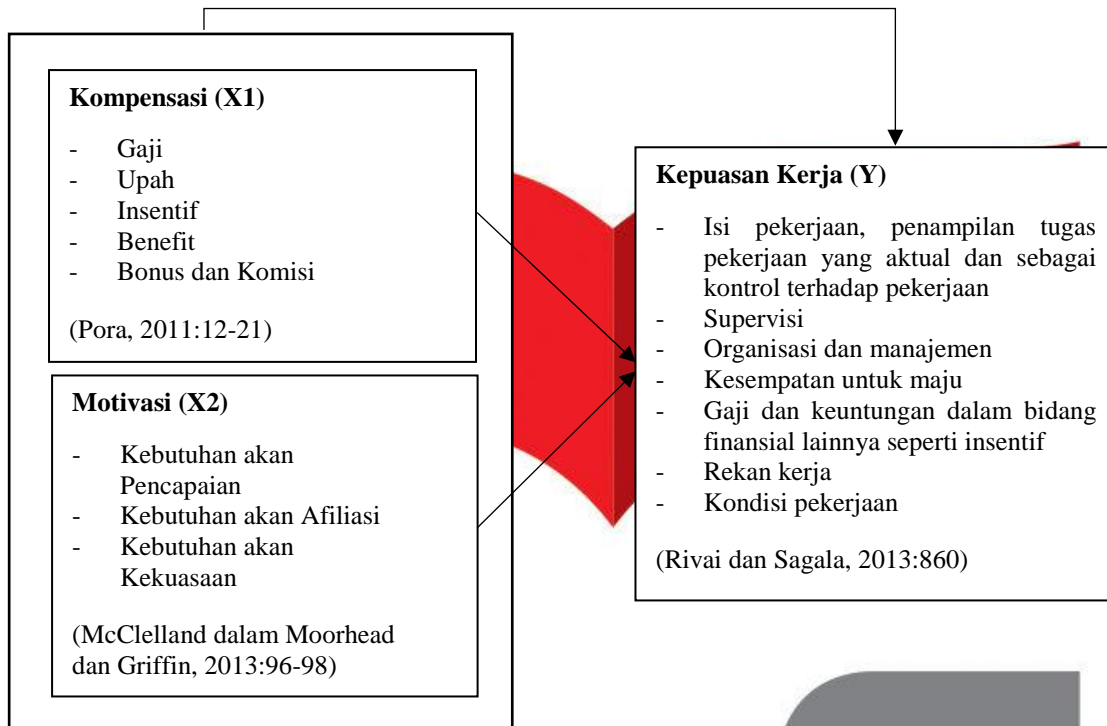 Kompensasi (X1)
- Gaji
- Upah
- Insentif
- Benefit
- Bonus dan Komisi
(Pora, 2011:12-21)
Motivasi (X2)
- Kebutuhan akan
Pencapaian
- Kebutuhan akan Afiliasi
- Kebutuhan akan
Kekuasaan
(McClelland dalam Moorhead
dan Griffin, 2013:96-98)
Kepuasan Kerja (Y)
- Isi pekerjaan, penampilan tugas
pekerjaan yang aktual dan sebagai
kontrol terhadap pekerjaan
- Supervisi
- Organisasi dan manajemen
- Kesempatan untuk maju
- Gaji dan keuntungan dalam bidang
finansial lainnya seperti insentif
- Rekan kerja
- Kondisi pekerjaan
(Rivai dan Sagala, 2013:860)